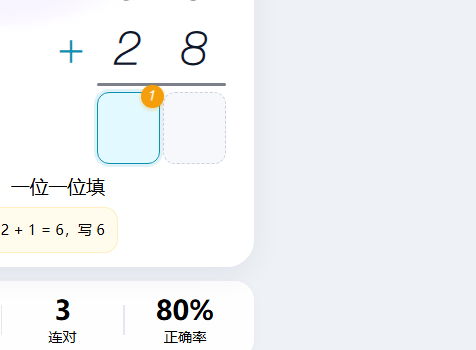 + 2 8
1
一位一位填
2 + 1 = 6，写 6
3 80%
连对 正确率